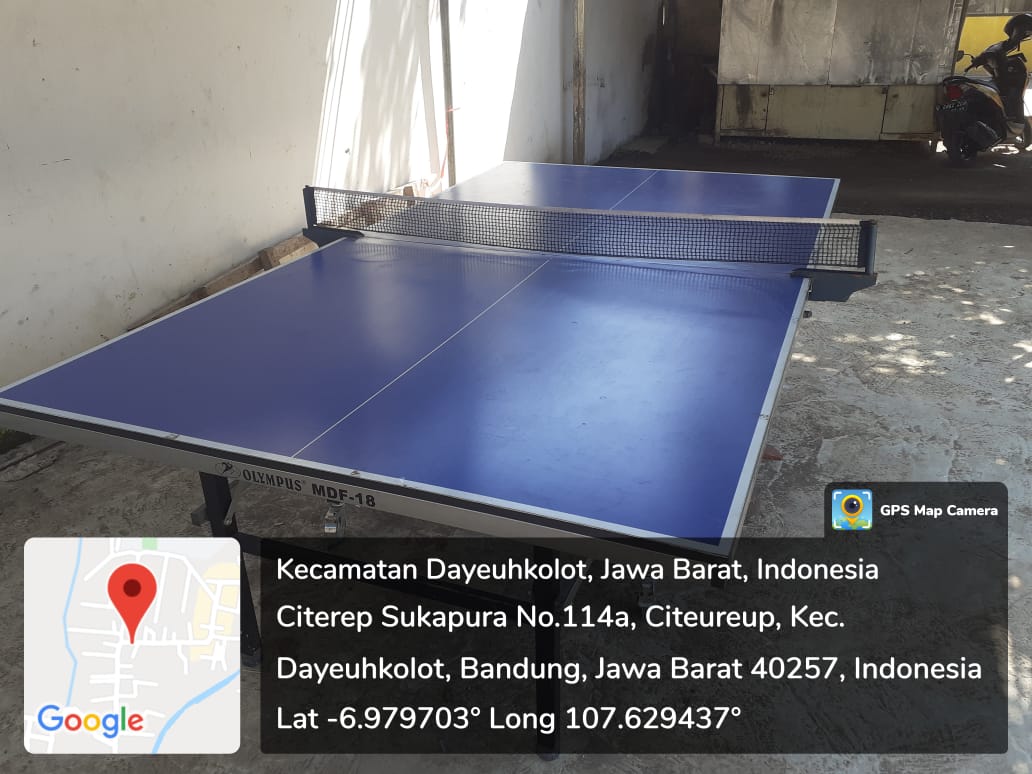 OLYMPUS MDF-18
GPS Map Camera
Kecamatan Dayeuhkolot, Jawa Barat, Indonesia
Citerep Sukapura No.114a, Citeureup, Kec.
Dayeuhkolot, Bandung, Jawa Barat 40257, Indonesia
Lat -6.979703° Long 107.629437°
Google